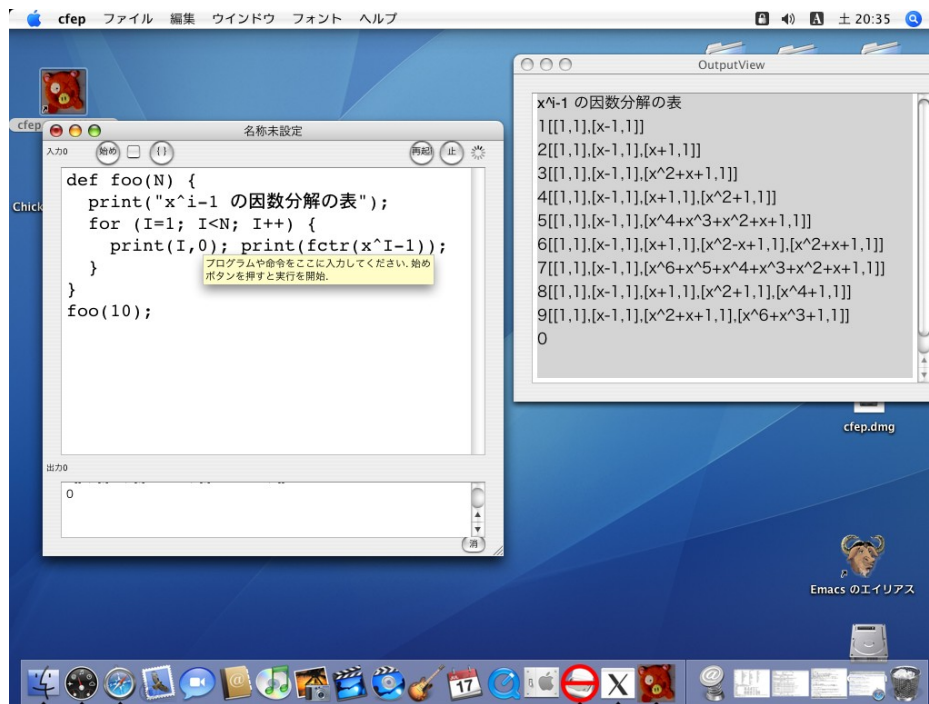 cfep ファイル 編集 ウインドウ フォント ヘルプ
土 20:35
cfep
Chick
名称未設定
入力0 始め {} 再起 止
def foo(N) {
print("x^i-1 の因数分解の表");
for (I=1; I<N; I++) {
print(I,0); print(fctr(x^I-1));
}
}
foo(10);
プログラムや命令をここに入力してください. 始め
ボタンを押すと実行を開始.
出力0
0
消
OutputView
x^i-1 の因数分解の表
1[[1,1],[x-1,1]]
2[[1,1],[x-1,1],[x+1,1]]
3[[1,1],[x-1,1],[x^2+x+1,1]]
4[[1,1],[x-1,1],[x+1,1],[x^2+1,1]]
5[[1,1],[x-1,1],[x^4+x^3+x^2+x+1,1]]
6[[1,1],[x-1,1],[x+1,1],[x^2-x+1,1],[x^2+x+1,1]]
7[[1,1],[x-1,1],[x^6+x^5+x^4+x^3+x^2+x+1,1]]
8[[1,1],[x-1,1],[x+1,1],[x^2+1,1],[x^4+1,1]]
9[[1,1],[x-1,1],[x^2+x+1,1],[x^6+x^3+1,1]]
0
cfep.dmg
Emacs のエイリアス
17